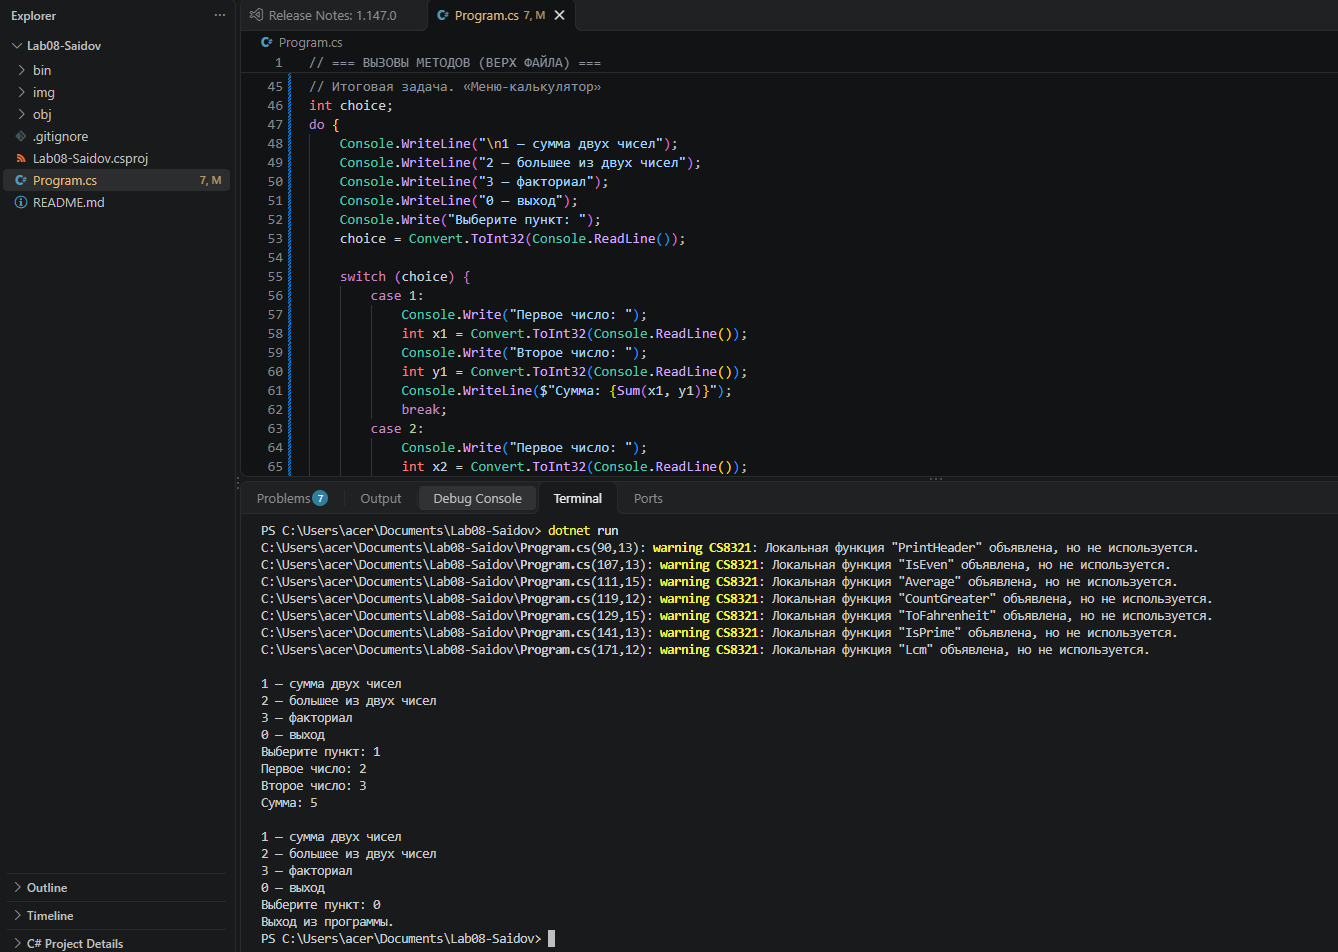 Explorer
Lab08-Saidov
bin
img
obj
.gitignore
Lab08-Saidov.csproj
Program.cs 7, M
README.md
Outline
Timeline
C# Project Details
Release Notes: 1.147.0
Program.cs 7, M
Program.cs
1 // === ВЫЗОВЫ МЕТОДОВ (ВЕРХ ФАЙЛА) ===
45 // Итоговая задача. «Меню-калькулятор»
46 int choice;
47 do {
48 Console.WriteLine("\n1 — сумма двух чисел");
49 Console.WriteLine("2 — большее из двух чисел");
50 Console.WriteLine("3 — факториал");
51 Console.WriteLine("0 — выход");
52 Console.Write("Выберите пункт: ");
53 choice = Convert.ToInt32(Console.ReadLine());
54
55 switch (choice) {
56 case 1:
57 Console.Write("Первое число: ");
58 int x1 = Convert.ToInt32(Console.ReadLine());
59 Console.Write("Второе число: ");
60 int y1 = Convert.ToInt32(Console.ReadLine());
61 Console.WriteLine($"Сумма: {Sum(x1, y1)}");
62 break;
63 case 2:
64 Console.Write("Первое число: ");
65 int x2 = Convert.ToInt32(Console.ReadLine());
Problems 7 Output Debug Console Terminal Ports
PS C:\Users\acer\Documents\Lab08-Saidov> dotnet run
C:\Users\acer\Documents\Lab08-Saidov\Program.cs(90,13): warning CS8321: Локальная функция "PrintHeader" объявлена, но не используется.
C:\Users\acer\Documents\Lab08-Saidov\Program.cs(107,13): warning CS8321: Локальная функция "IsEven" объявлена, но не используется.
C:\Users\acer\Documents\Lab08-Saidov\Program.cs(111,15): warning CS8321: Локальная функция "Average" объявлена, но не используется.
C:\Users\acer\Documents\Lab08-Saidov\Program.cs(119,12): warning CS8321: Локальная функция "CountGreater" объявлена, но не используется.
C:\Users\acer\Documents\Lab08-Saidov\Program.cs(129,15): warning CS8321: Локальная функция "ToFahrenheit" объявлена, но не используется.
C:\Users\acer\Documents\Lab08-Saidov\Program.cs(141,13): warning CS8321: Локальная функция "IsPrime" объявлена, но не используется.
C:\Users\acer\Documents\Lab08-Saidov\Program.cs(171,12): warning CS8321: Локальная функция "Lcm" объявлена, но не используется.
1 — сумма двух чисел
2 — большее из двух чисел
3 — факториал
0 — выход
Выберите пункт: 1
Первое число: 2
Второе число: 3
Сумма: 5
1 — сумма двух чисел
2 — большее из двух чисел
3 — факториал
0 — выход
Выберите пункт: 0
Выход из программы.
PS C:\Users\acer\Documents\Lab08-Saidov>